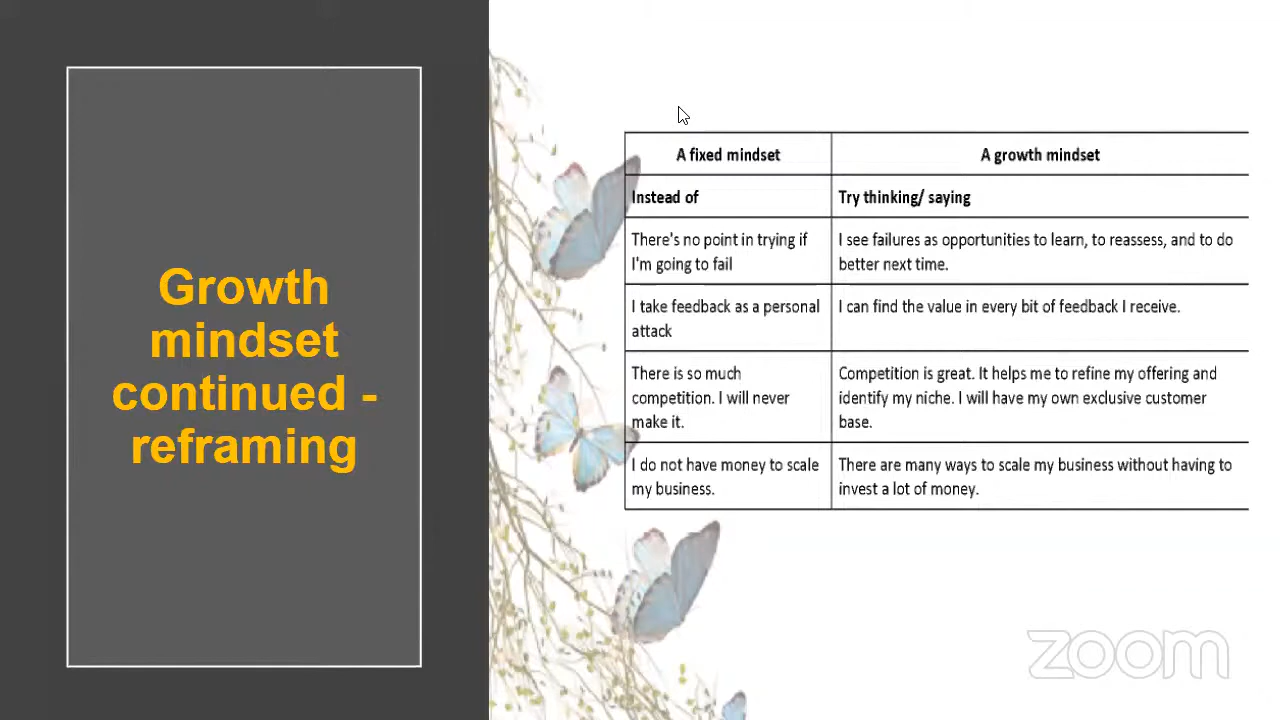 Growth
mindset
continued -
reframing
A fixed mindset
A growth mindset
Instead of
Try thinking/ saying
There's no point in trying if
I'm going to fail
I see failures as opportunities to learn, to reassess, and to do
better next time.
I take feedback as a personal
attack
I can find the value in every bit of feedback I receive.
There is so much
competition. I will never
make it.
Competition is great. It helps me to refine my offering and
identify my niche. I will have my own exclusive customer
base.
I do not have money to scale
my business.
There are many ways to scale my business without having to
invest a lot of money.
zoom